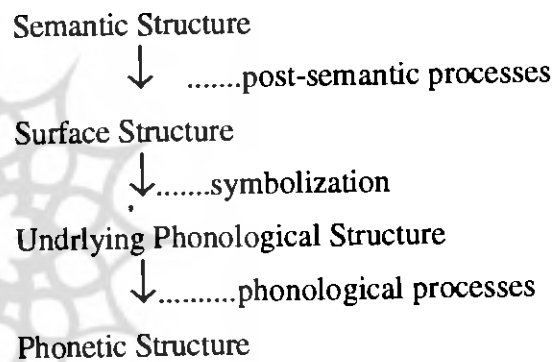 Semantic Structure
↓ .......post-semantic processes
Surface Structure
↓.......symbolization
Undrlying Phonological Structure
↓..........phonological processes
Phonetic Structure